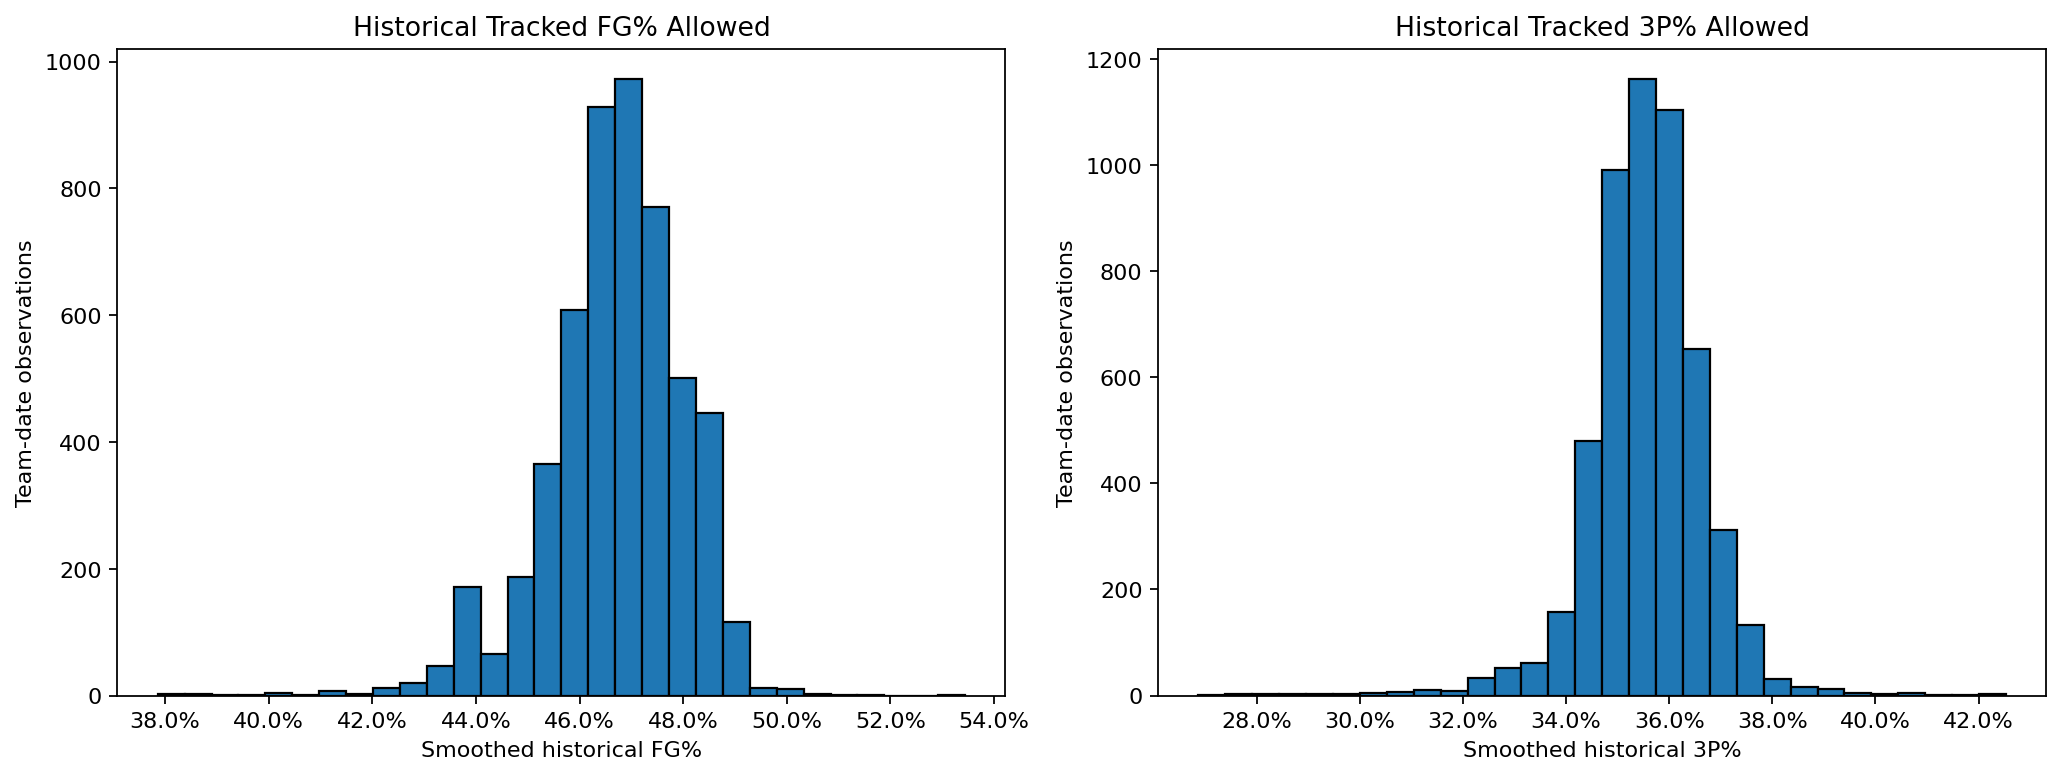 Historical Tracked FG% Allowed
1000
800
600
400
200
0
Team-date observations
38.0% 40.0% 42.0% 44.0% 46.0% 48.0% 50.0% 52.0% 54.0%
Smoothed historical FG%
Historical Tracked 3P% Allowed
1200
1000
800
600
400
200
0
Team-date observations
28.0% 30.0% 32.0% 34.0% 36.0% 38.0% 40.0% 42.0%
Smoothed historical 3P%